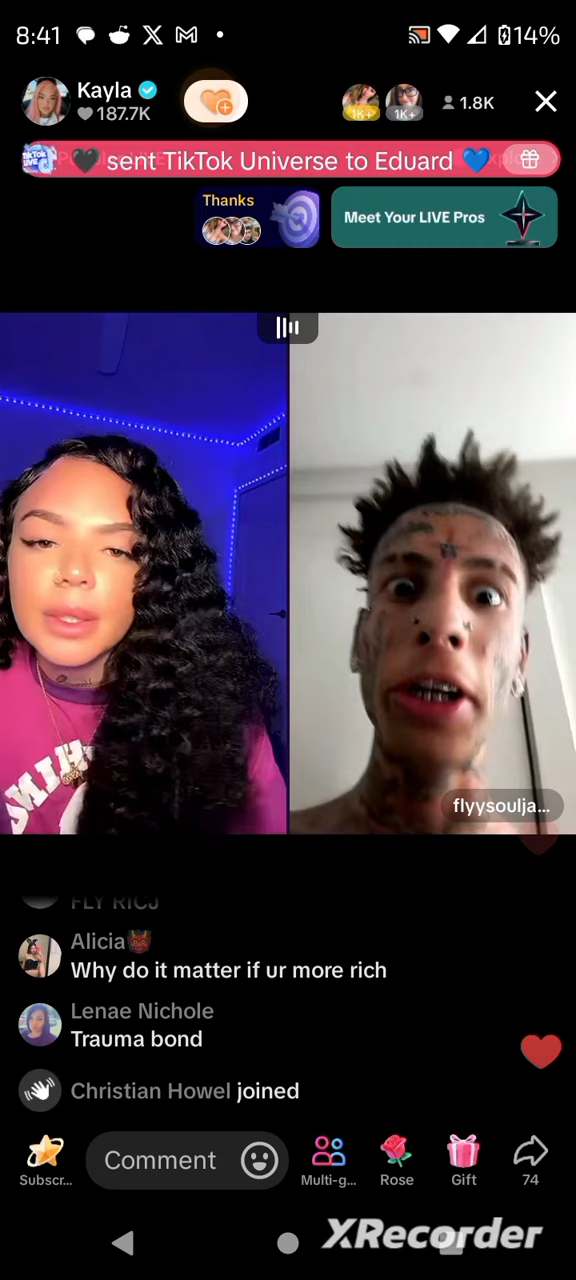 8:41
14%
Kayla
187.7K
1K+
1K+
1.8K
🖤 sent TikTok Universe to Eduard 💙
Thanks
Meet Your LIVE Pros
flyysoulja...
FLY RICJ
Alicia👹
Why do it matter if ur more rich
Lenae Nichole
Trauma bond
Christian Howel joined
Subscr...
Comment
Multi-g...
Rose
Gift
74
XRecorder